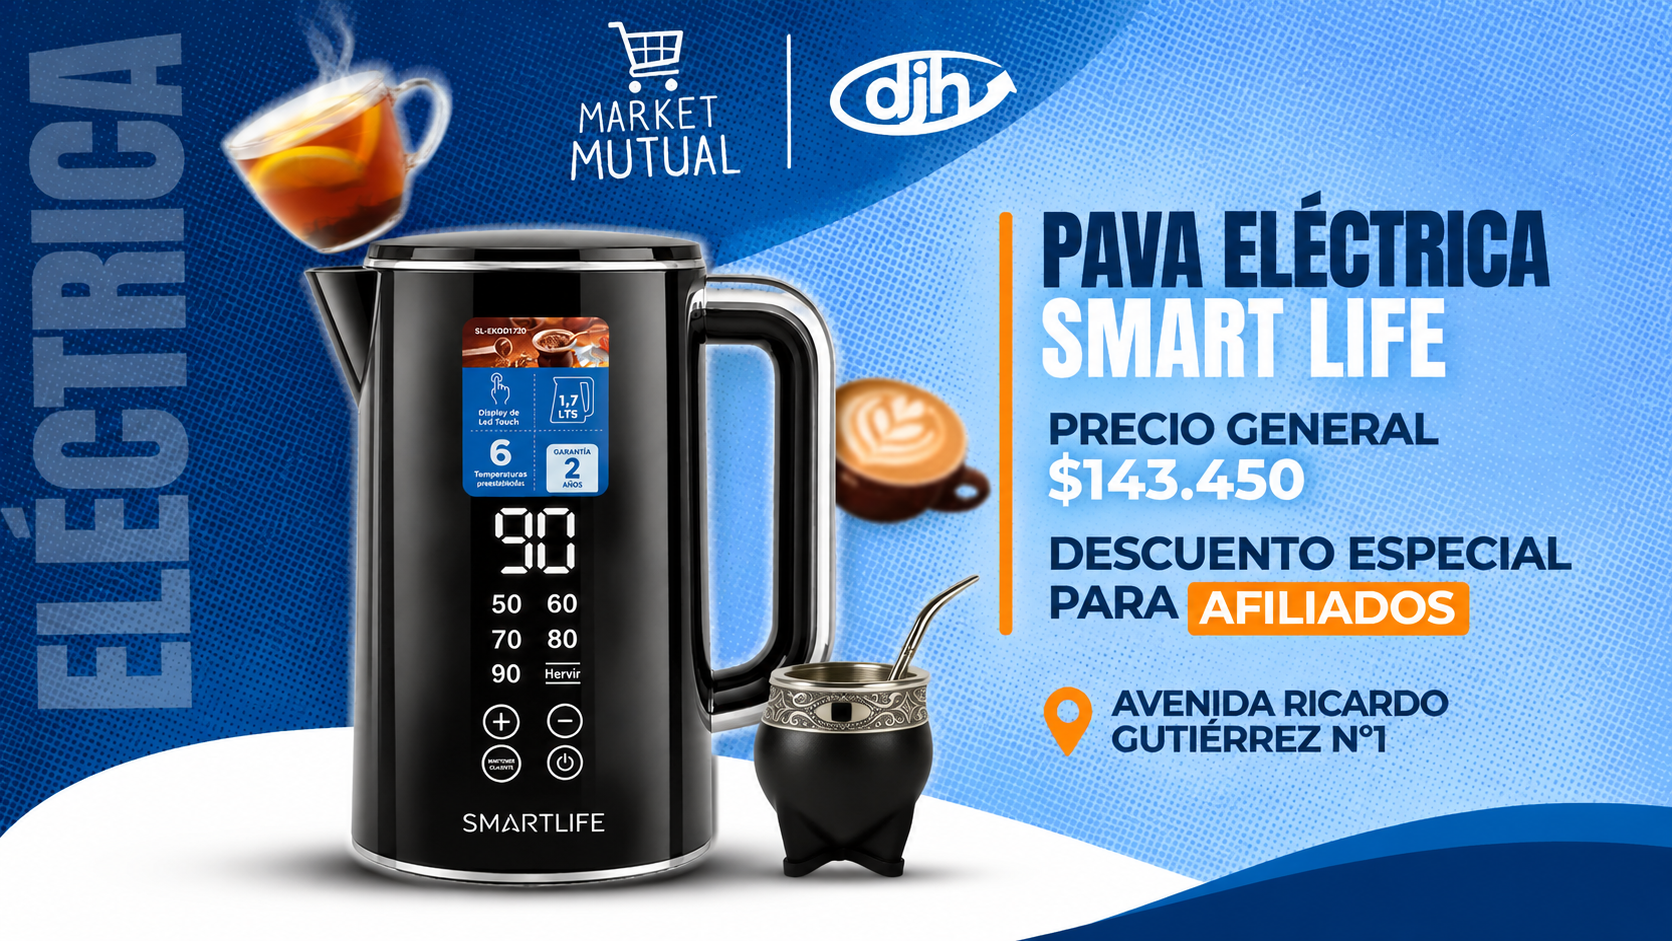 ELÉCTRICA
MARKET
MUTUAL
djh
PAVA ELÉCTRICA
SMART LIFE
PRECIO GENERAL
$143.450
DESCUENTO ESPECIAL
PARA AFILIADOS
AVENIDA RICARDO
GUTIÉRREZ Nº1
SL-EKOD1720
Display de
Led Touch
1,7
LTS
6
Temperaturas
preestablecidas
GARANTÍA
2
AÑOS
90
50 60
70 80
90 Hervir
SMARTLIFE